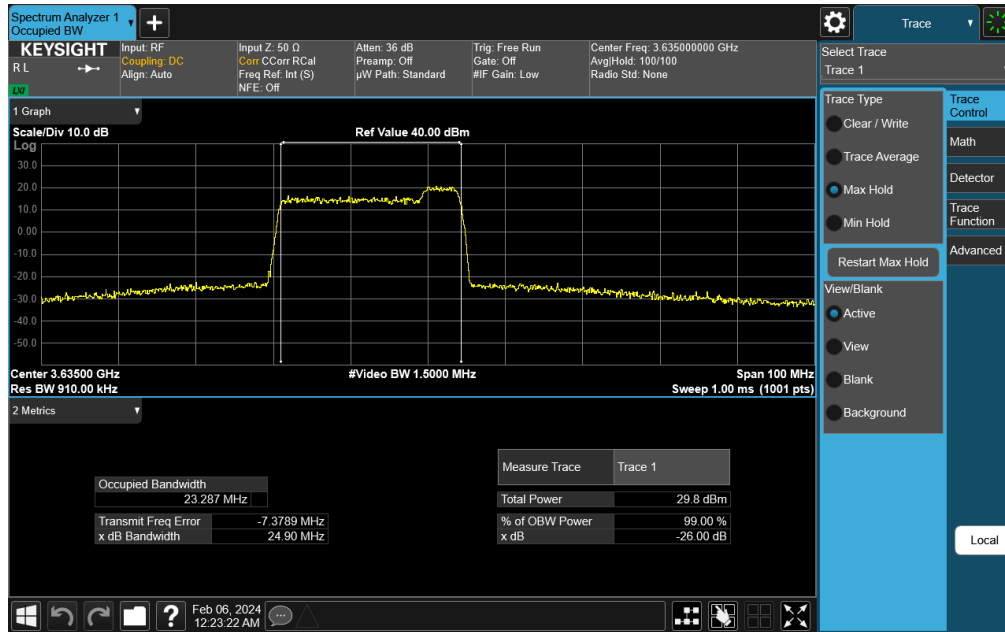 Spectrum Analyzer 1
Occupied BW
Trace
KEYSIGHT
R L
LXI
Input: RF
Coupling: DC
Align: Auto
Input Z: 50 Ω
Corr CCorr RCal
Freq Ref: Int (S)
NFE: Off
Atten: 36 dB
Preamp: Off
µW Path: Standard
Trig: Free Run
Gate: Off
#IF Gain: Low
Center Freq: 3.635000000 GHz
Avg|Hold: 100/100
Radio Std: None
Select Trace
Trace 1
1 Graph
Scale/Div 10.0 dB
Ref Value 40.00 dBm
Log
30.0
20.0
10.0
0.00
-10.0
-20.0
-30.0
-40.0
-50.0
Center 3.63500 GHz
#Video BW 1.5000 MHz
Span 100 MHz
Res BW 910.00 kHz
Sweep 1.00 ms (1001 pts)
2 Metrics
Measure Trace
Trace 1
Occupied Bandwidth
23.287 MHz
Total Power
29.8 dBm
Transmit Freq Error
-7.3789 MHz
% of OBW Power
99.00 %
x dB Bandwidth
24.90 MHz
x dB
-26.00 dB
Trace Type
Clear / Write
Trace Average
Max Hold
Min Hold
Restart Max Hold
View/Blank
Active
View
Blank
Background
Trace
Control
Math
Detector
Trace
Function
Advanced
Local
?
Feb 06, 2024
12:23:22 AM